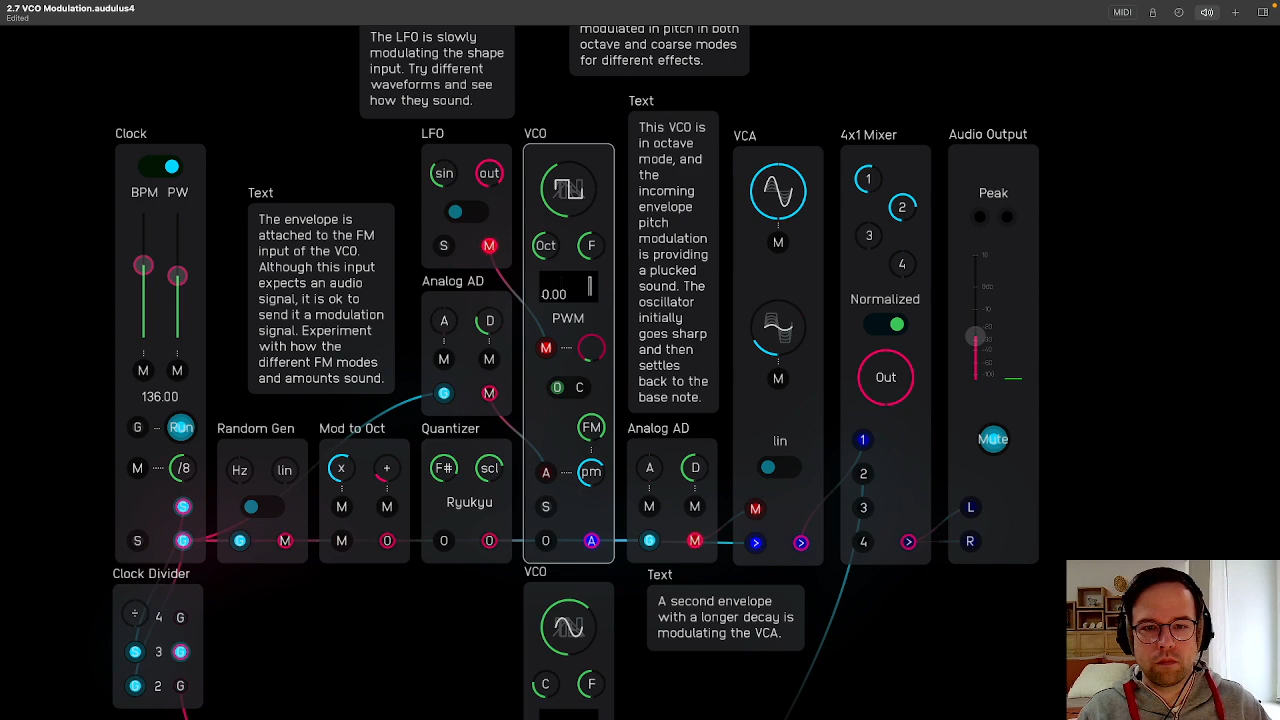 2.7 VCO Modulation.audulus4
Edited
MIDI
The LFO is slowly
modulating the shape
input. Try different
waveforms and see
how they sound.
modulated in pitch in both
octave and coarse modes
for different effects.
Clock
BPM PW
M M
136.00
G Run
M /8
S
S G
Text
The envelope is
attached to the FM
input of the VCO.
Although this input
expects an audio
signal, it is ok to
send it a modulation
signal. Experiment
with how the
different FM modes
and amounts sound.
LFO
sin out
S M
Analog AD
A D
M M
G M
Random Gen
Hz lin
G M
Mod to Oct
x +
M M
M O
Quantizer
F# scl
Ryukyu
O O
VCO
Oct F
0.00
PWM
M
O C
FM
A pm
S
O A
Text
This VCO is
in octave
mode, and
the
incoming
envelope
pitch
modulation
is providing
a plucked
sound. The
oscillator
initially
goes sharp
and then
settles
back to the
base note.
Analog AD
A D
M M
G M
VCA
M
M
lin
M
> >
4x1 Mixer
1
2
3
4
Normalized
Out
1
2
3
4 >
Audio Output
Peak
10
0db
-10
-20
-30
-40
-60
-100
Mute
L
R
Clock Divider
÷ 4 G
S 3 G
G 2 G
VCO
C F
Text
A second envelope
with a longer decay is
modulating the VCA.